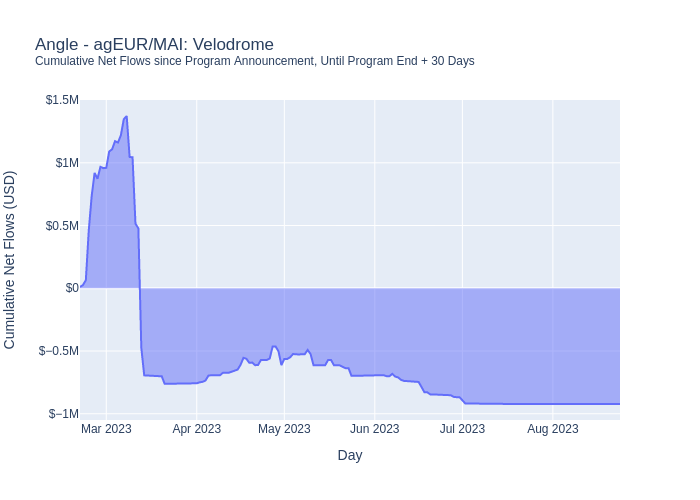 Angle - agEUR/MAI: Velodrome
Cumulative Net Flows since Program Announcement, Until Program End + 30 Days
$1.5M
$1M
$0.5M
$0
$−0.5M
$−1M
Cumulative Net Flows (USD)
Mar 2023 Apr 2023 May 2023 Jun 2023 Jul 2023 Aug 2023
Day